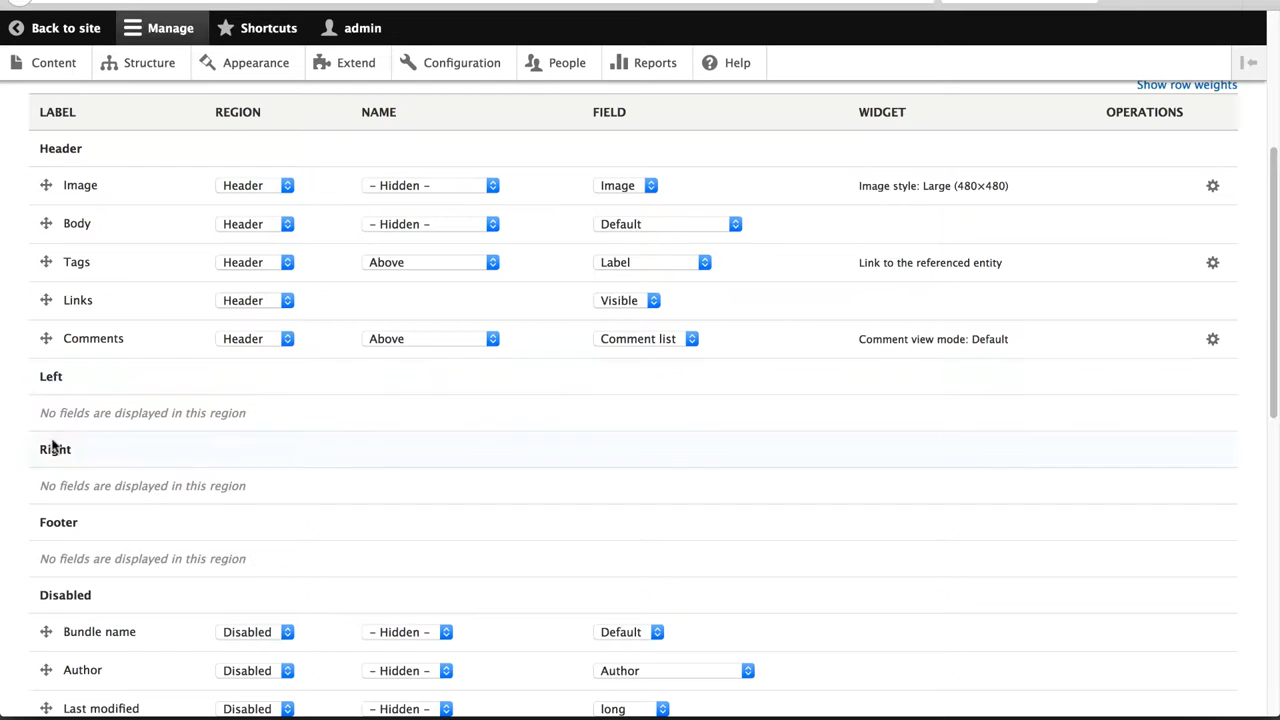 Back to site Manage Shortcuts admin
Content Structure Appearance Extend Configuration People Reports Help
Show row weights
LABEL REGION NAME FIELD WIDGET OPERATIONS
Header
Image Header - Hidden - Image Image style: Large (480×480)
Body Header - Hidden - Default
Tags Header Above Label Link to the referenced entity
Links Header Visible
Comments Header Above Comment list Comment view mode: Default
Left
No fields are displayed in this region
Right
No fields are displayed in this region
Footer
No fields are displayed in this region
Disabled
Bundle name Disabled - Hidden - Default
Author Disabled - Hidden - Author
Last modified Disabled - Hidden - long